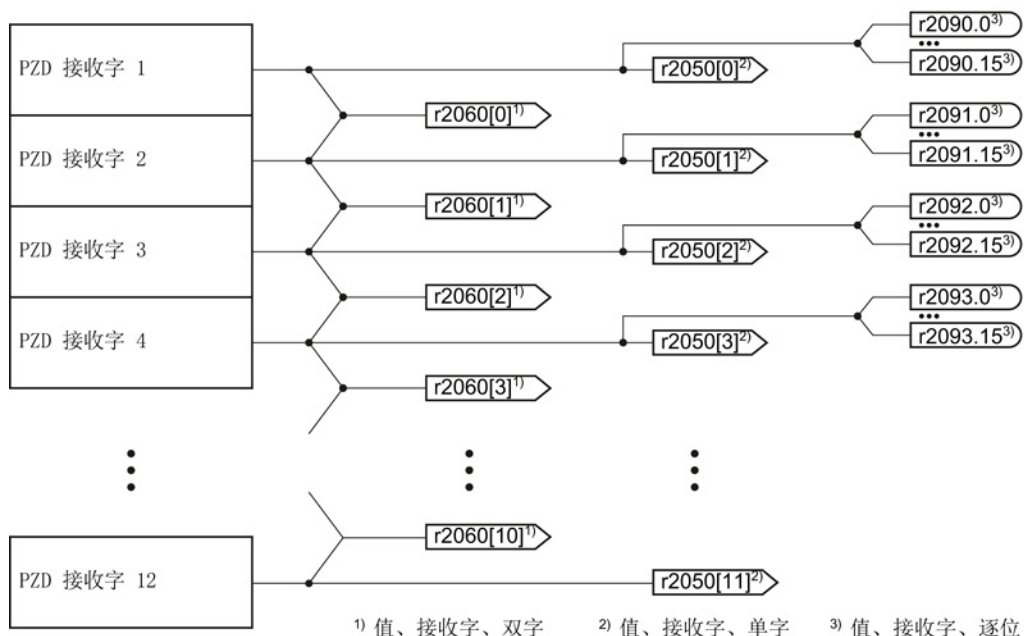 r2090.0³⁾
PZD 接收字 1
r2050[0]²⁾
r2090.15³⁾
r2060[0]¹⁾
r2091.0³⁾
PZD 接收字 2
r2050[1]²⁾
r2091.15³⁾
r2060[1]¹⁾
r2092.0³⁾
PZD 接收字 3
r2050[2]²⁾
r2092.15³⁾
r2060[2]¹⁾
r2093.0³⁾
PZD 接收字 4
r2050[3]²⁾
r2093.15³⁾
r2060[3]¹⁾
r2060[10]¹⁾
PZD 接收字 12
r2050[11]²⁾
¹⁾ 值、接收字、双字 ²⁾ 值、接收字、单字 ³⁾ 值、接收字、逐位